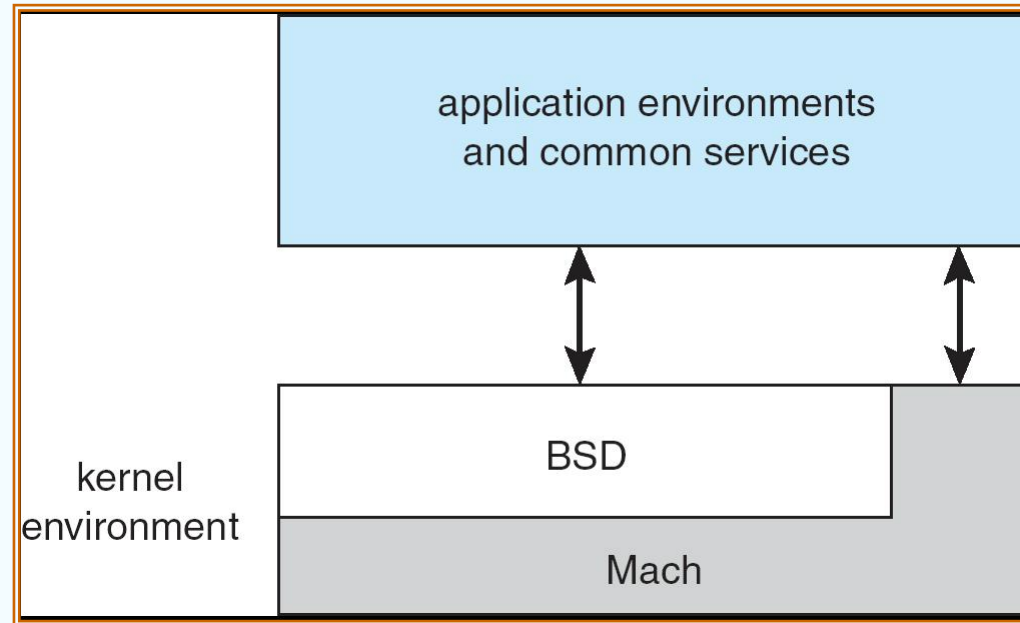 application environments
and common services
BSD
kernel
environment
Mach